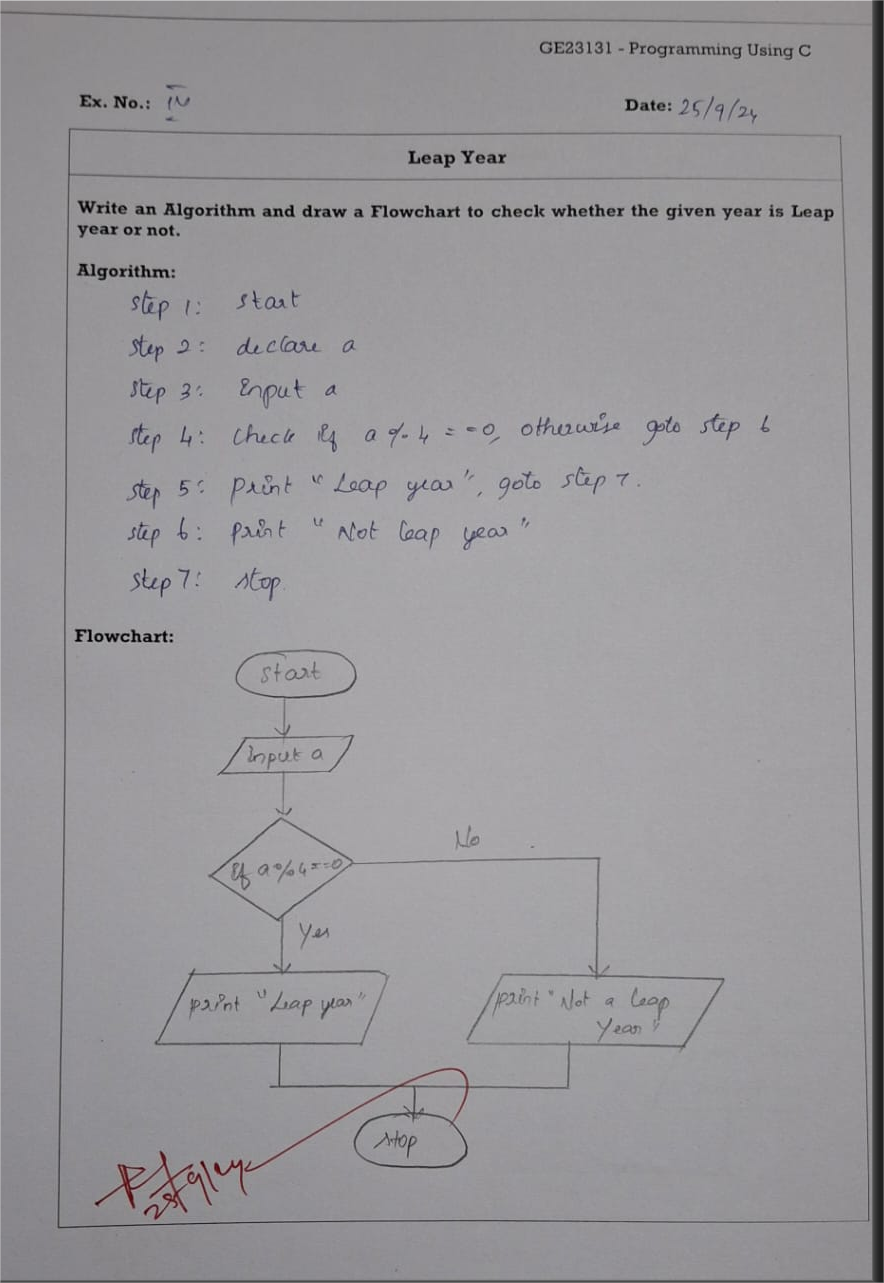 GE23131 - Programming Using C
Ex. No.: IV
Date: 25/9/24
Leap Year
Write an Algorithm and draw a Flowchart to check whether the given year is Leap
year or not.
Algorithm:
Step 1: Start
Step 2: declare a
Step 3: Input a
Step 4: Check if a % 4 == 0, otherwise goto step 6
Step 5: print "Leap year", goto step 7.
Step 6: print "Not leap year"
Step 7: stop.
Flowchart:
Start
Input a
If a%4==0
No
Yes
print "Leap year"
print "Not a leap
Year"
stop
25/9/24